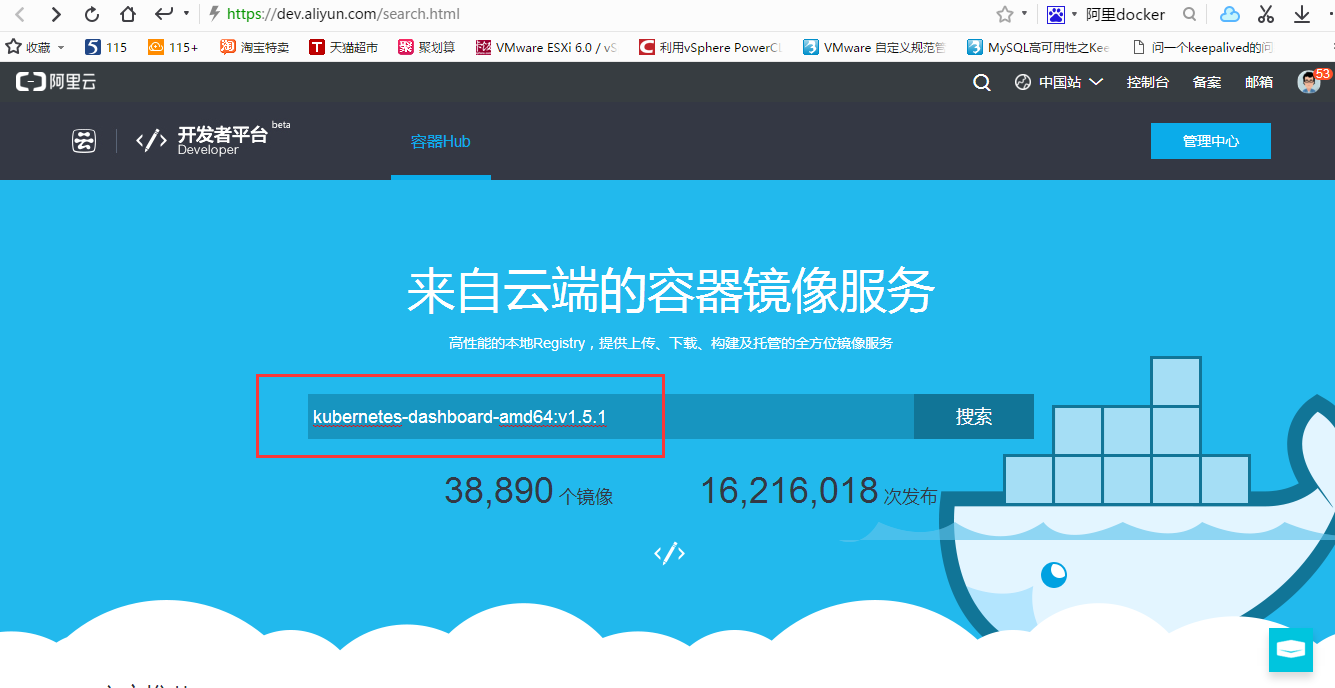 https://dev.aliyun.com/search.html
阿里docker
收藏 115 115+ 淘宝特卖 天猫超市 聚划算 VMware ESXi 6.0 / vS 利用vSphere PowerCL VMware 自定义规范管 MySQL高可用性之Kee 问一个keepalived的问
阿里云 中国站 控制台 备案 邮箱 53
开发者平台 beta
Developer
容器Hub
管理中心
来自云端的容器镜像服务
高性能的本地Registry，提供上传、下载、构建及托管的全方位镜像服务
kubernetes-dashboard-amd64:v1.5.1 搜索
38,890 个镜像 16,216,018 次发布